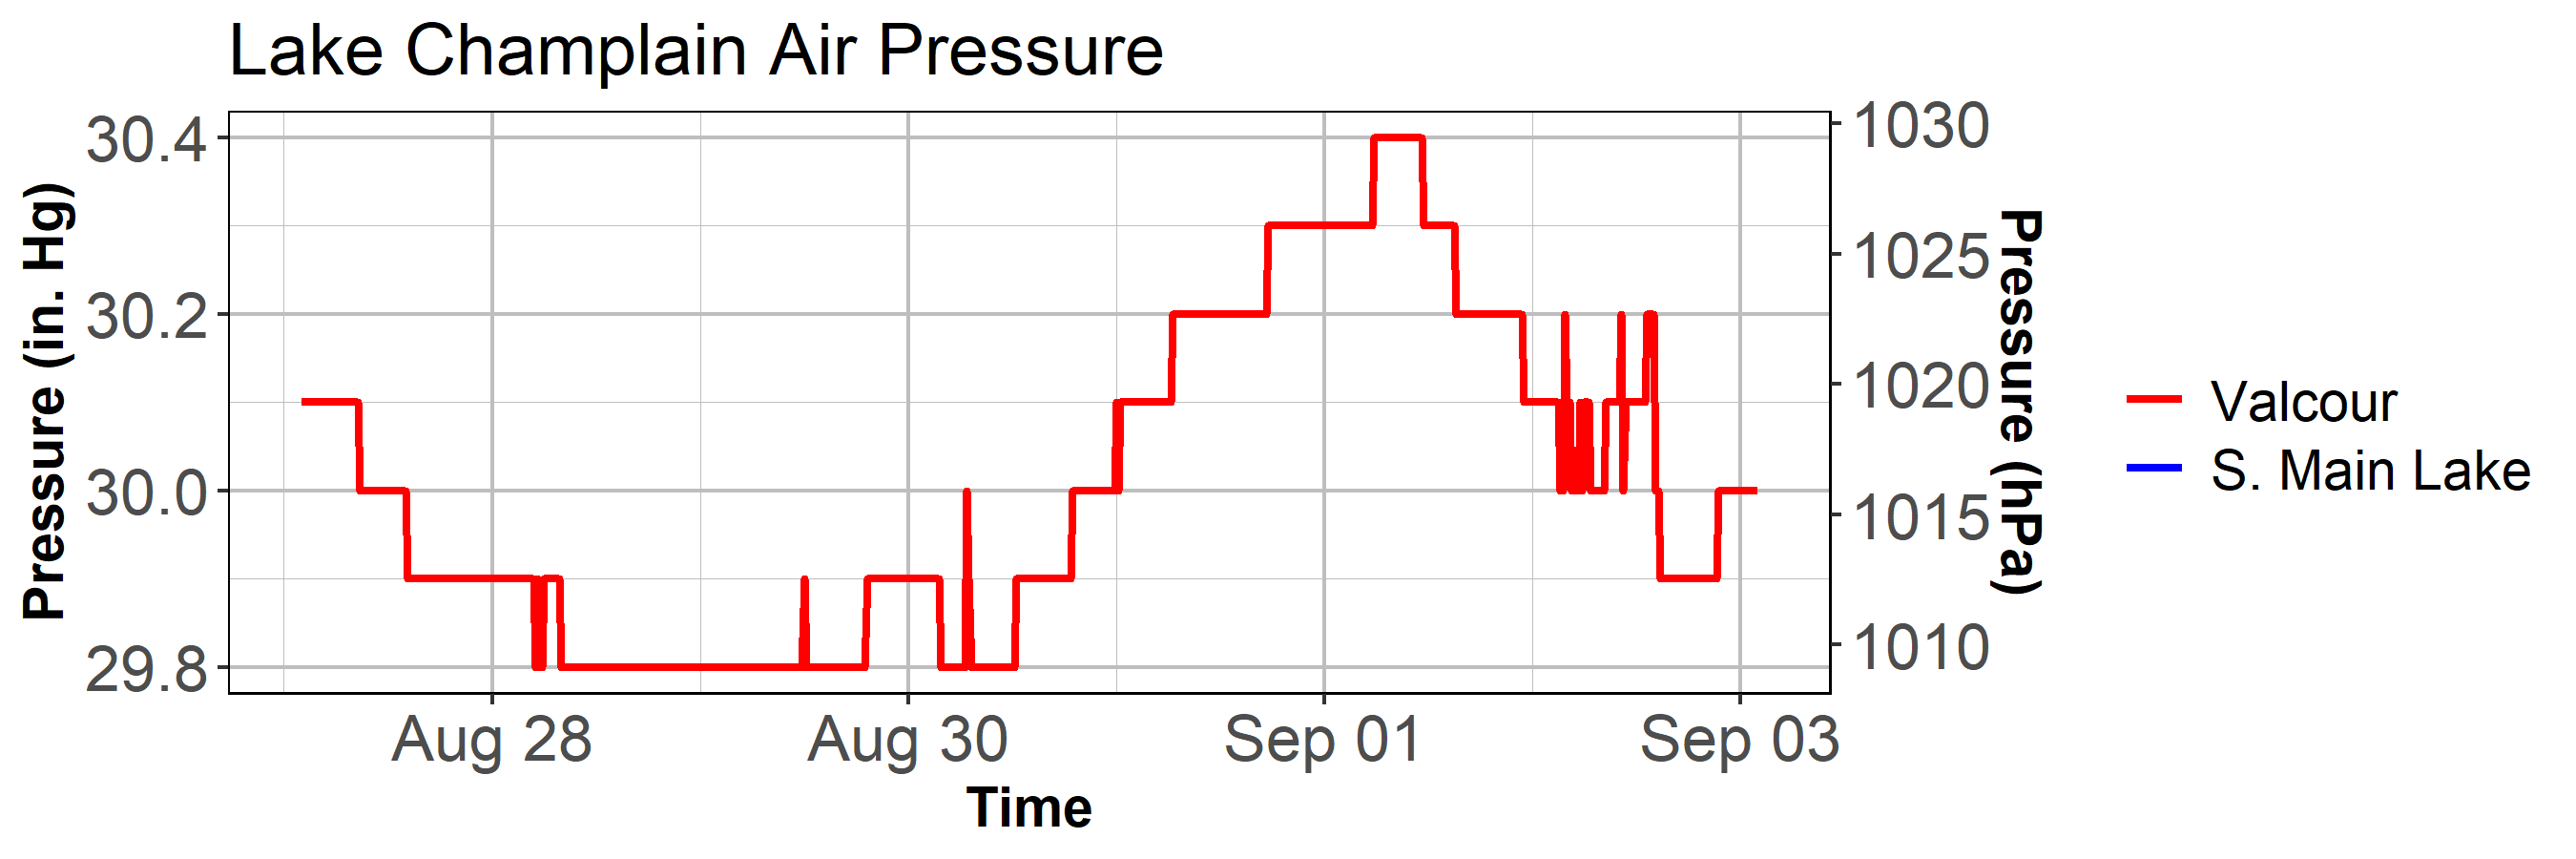 Lake Champlain Air Pressure
Pressure (in. Hg)
30.4
30.2
30.0
29.8
1030
1025
1020
1015
1010
Pressure (hPa)
Aug 28
Aug 30
Sep 01
Sep 03
Time
Valcour
S. Main Lake